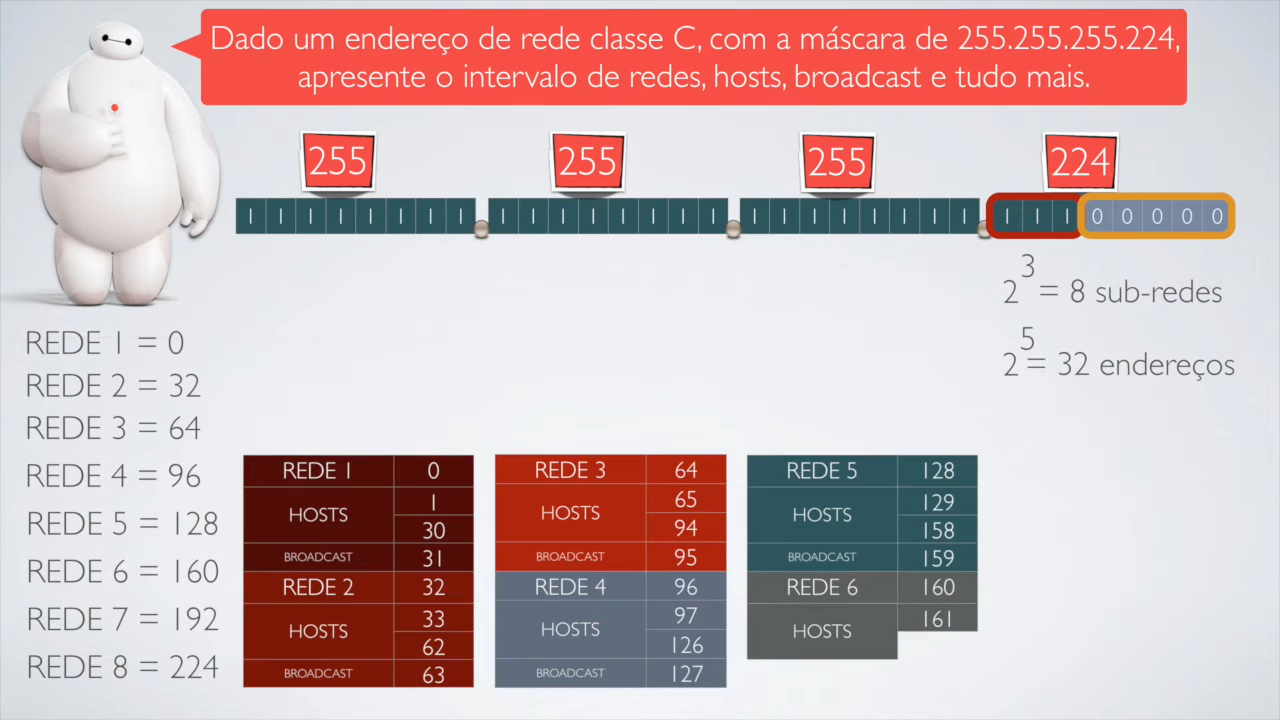 Dado um endereço de rede classe C, com a máscara de 255.255.255.224,
apresente o intervalo de redes, hosts, broadcast e tudo mais.
255 255 255 224
1 1 1 1 1 1 1 1 1 1 1 1 1 1 1 1 1 1 1 1 1 1 1 1 1 1 1 0 0 0 0 0
2³ = 8 sub-redes
2⁵ = 32 endereços
REDE 1 = 0
REDE 2 = 32
REDE 3 = 64
REDE 4 = 96
REDE 5 = 128
REDE 6 = 160
REDE 7 = 192
REDE 8 = 224
REDE 1 0
HOSTS 1
30
BROADCAST 31
REDE 2 32
HOSTS 33
62
BROADCAST 63
REDE 3 64
HOSTS 65
94
BROADCAST 95
REDE 4 96
HOSTS 97
126
BROADCAST 127
REDE 5 128
HOSTS 129
158
BROADCAST 159
REDE 6 160
HOSTS 161